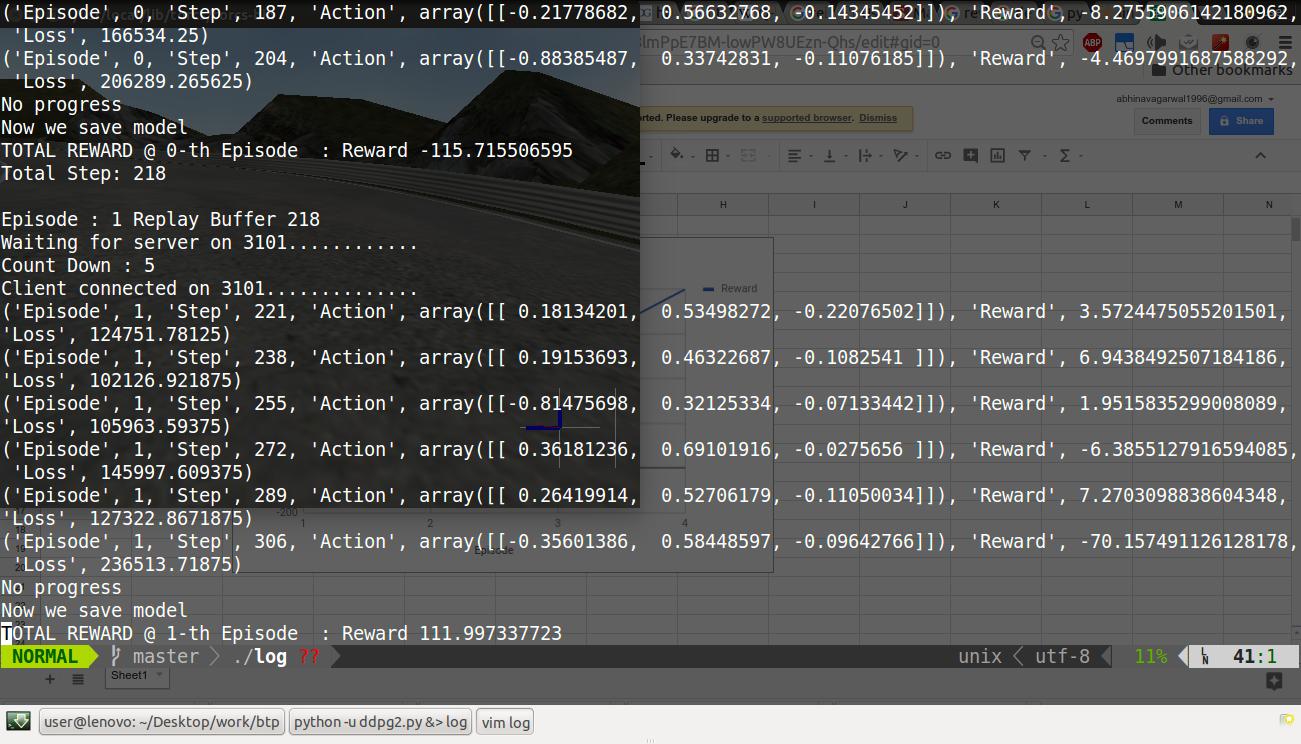 ('Episode', 0, 'Step', 187, 'Action', array([[-0.21778682,  0.56632768, -0.14345452]]), 'Reward', -8.2755906142180962,
 'Loss', 166534.25)
('Episode', 0, 'Step', 204, 'Action', array([[-0.88385487,  0.33742831, -0.11076185]]), 'Reward', -4.4697991687588292,
 'Loss', 206289.265625)
No progress
Now we save model
TOTAL REWARD @ 0-th Episode  : Reward -115.715506595
Total Step: 218
Episode : 1 Replay Buffer 218
Waiting for server on 3101............
Count Down : 5
Client connected on 3101..............
('Episode', 1, 'Step', 221, 'Action', array([[ 0.18134201,  0.53498272, -0.22076502]]), 'Reward', 3.5724475055201501,
'Loss', 124751.78125)
('Episode', 1, 'Step', 238, 'Action', array([[ 0.19153693,  0.46322687, -0.1082541 ]]), 'Reward', 6.9438492507184186,
'Loss', 102126.921875)
('Episode', 1, 'Step', 255, 'Action', array([[-0.81475698,  0.32125334, -0.07133442]]), 'Reward', 1.9515835299008089,
'Loss', 105963.59375)
('Episode', 1, 'Step', 272, 'Action', array([[ 0.36181236,  0.69101916, -0.0275656 ]]), 'Reward', -6.3855127916594085,
 'Loss', 145997.609375)
('Episode', 1, 'Step', 289, 'Action', array([[ 0.26419914,  0.52706179, -0.11050034]]), 'Reward', 7.2703098838604348,
'Loss', 127322.8671875)
('Episode', 1, 'Step', 306, 'Action', array([[-0.35601386,  0.58448597, -0.09642766]]), 'Reward', -70.157491126128178,
 'Loss', 236513.71875)
No progress
Now we save model
TOTAL REWARD @ 1-th Episode  : Reward 111.997337723
NORMAL master ./log ?? unix utf-8 11% LN 41:1
lmPpE7BM-lowPW8UEzn-Qhs/edit#gid=0
ABP
Other bookmarks
abhinavagarwal1996@gmail.com
Please upgrade to a supported browser. Dismiss
Comments Share
H I J K L M N
Reward
-200
1 2 3 4
Episode
Sheet1
user@lenovo: ~/Desktop/work/btp
python -u ddpg2.py &> log
vim log